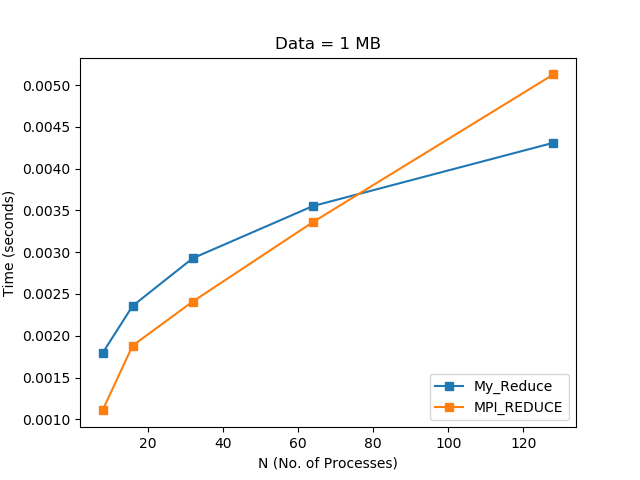 Data = 1 MB
0.0050
0.0045
0.0040
0.0035
0.0030
0.0025
0.0020
0.0015
0.0010
Time (seconds)
20 40 60 80 100 120
N (No. of Processes)
My_Reduce
MPI_REDUCE